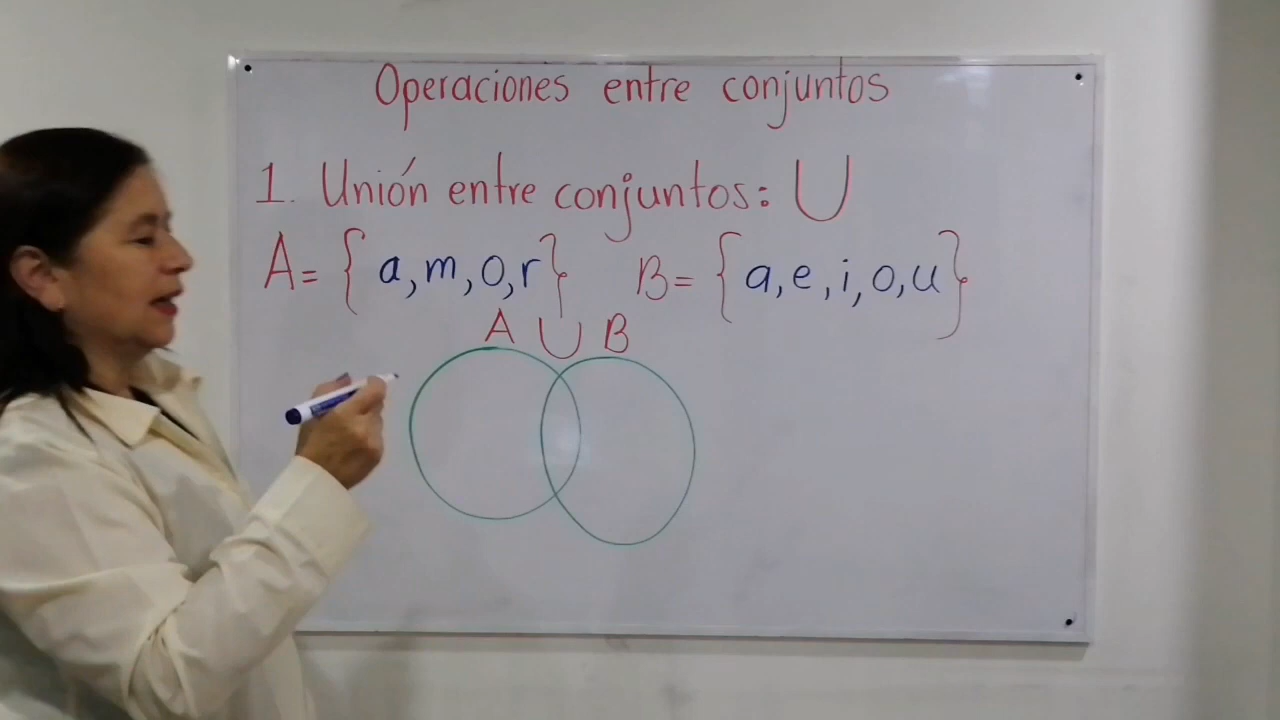 Operaciones entre conjuntos
1. Unión entre conjuntos: ∪
A = { a, m, o, r } B = { a, e, i, o, u }
A ∪ B